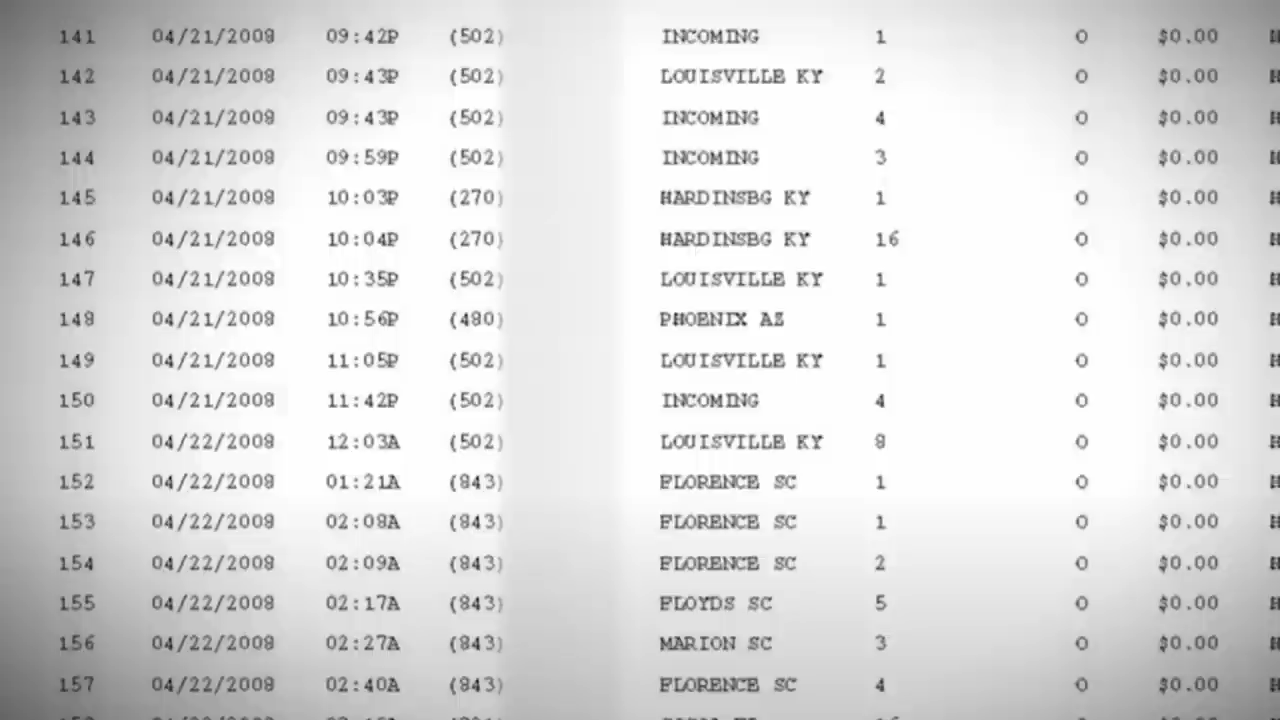 141 04/21/2008 09:42P (502) INCOMING 1 0 $0.00
142 04/21/2008 09:43P (502) LOUISVILLE KY 2 0 $0.00
143 04/21/2008 09:43P (502) INCOMING 4 0 $0.00
144 04/21/2008 09:59P (502) INCOMING 3 0 $0.00
145 04/21/2008 10:03P (270) HARDINSBG KY 1 0 $0.00
146 04/21/2008 10:04P (270) HARDINSBG KY 16 0 $0.00
147 04/21/2008 10:35P (502) LOUISVILLE KY 1 0 $0.00
148 04/21/2008 10:56P (480) PHOENIX AZ 1 0 $0.00
149 04/21/2008 11:05P (502) LOUISVILLE KY 1 0 $0.00
150 04/21/2008 11:42P (502) INCOMING 4 0 $0.00
151 04/22/2008 12:03A (502) LOUISVILLE KY 8 0 $0.00
152 04/22/2008 01:21A (843) FLORENCE SC 1 0 $0.00
153 04/22/2008 02:08A (843) FLORENCE SC 1 0 $0.00
154 04/22/2008 02:09A (843) FLORENCE SC 2 0 $0.00
155 04/22/2008 02:17A (843) FLOYDS SC 5 0 $0.00
156 04/22/2008 02:27A (843) MARION SC 3 0 $0.00
157 04/22/2008 02:40A (843) FLORENCE SC 4 0 $0.00